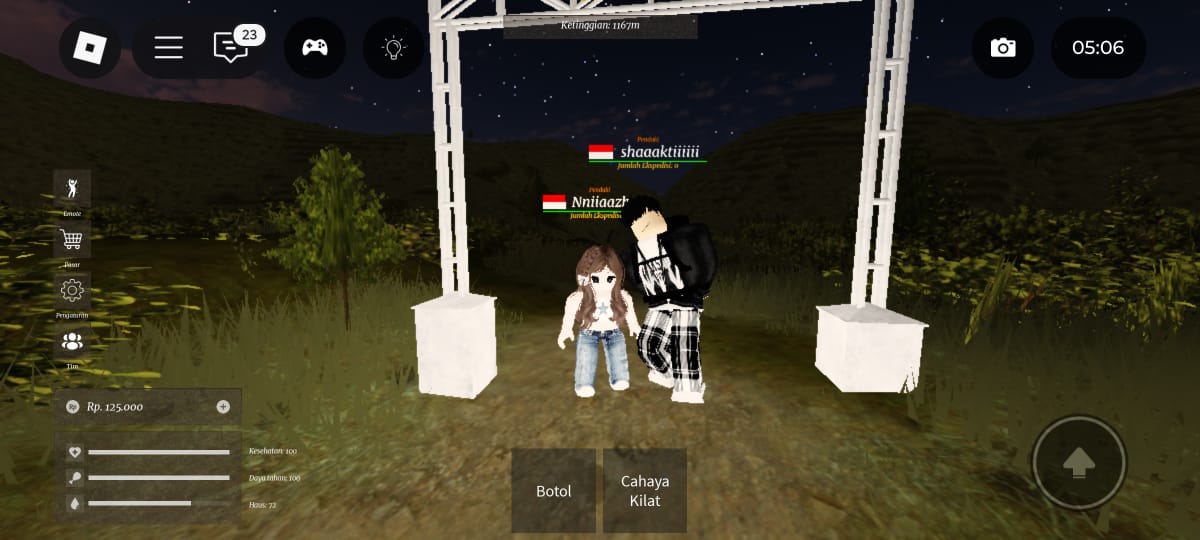 Ketinggian: 1167m
23
05:06
Pendaki
shaaaktiiiiii
Jumlah Ekspedisi: 0
Pendaki
Nniiaazh
Jumlah Ekspedisi:
Emote
Pasar
Pengaturan
Tim
Rp. 125.000
Kesehatan: 100
Daya tahan: 100
Haus: 72
Botol
Cahaya
Kilat